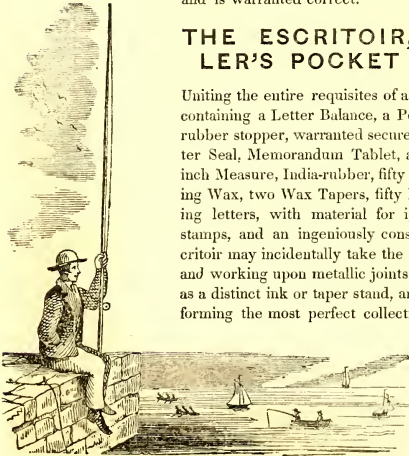 and is warranted correct.
THE ESCRITOIR,
LER'S POCKET
Uniting the entire requisites of a
containing a Letter Balance, a P
rubber stopper, warranted secure
ter Seal, Memorandum Tablet, a
inch Measure, India-rubber, fifty
ing Wax, two Wax Tapers, fifty
ing letters, with material for i
stamps, and an ingeniously cons
critoir may incidentally take the
and working upon metallic joints
as a distinct ink or taper stand, a
forming the most perfect collecti